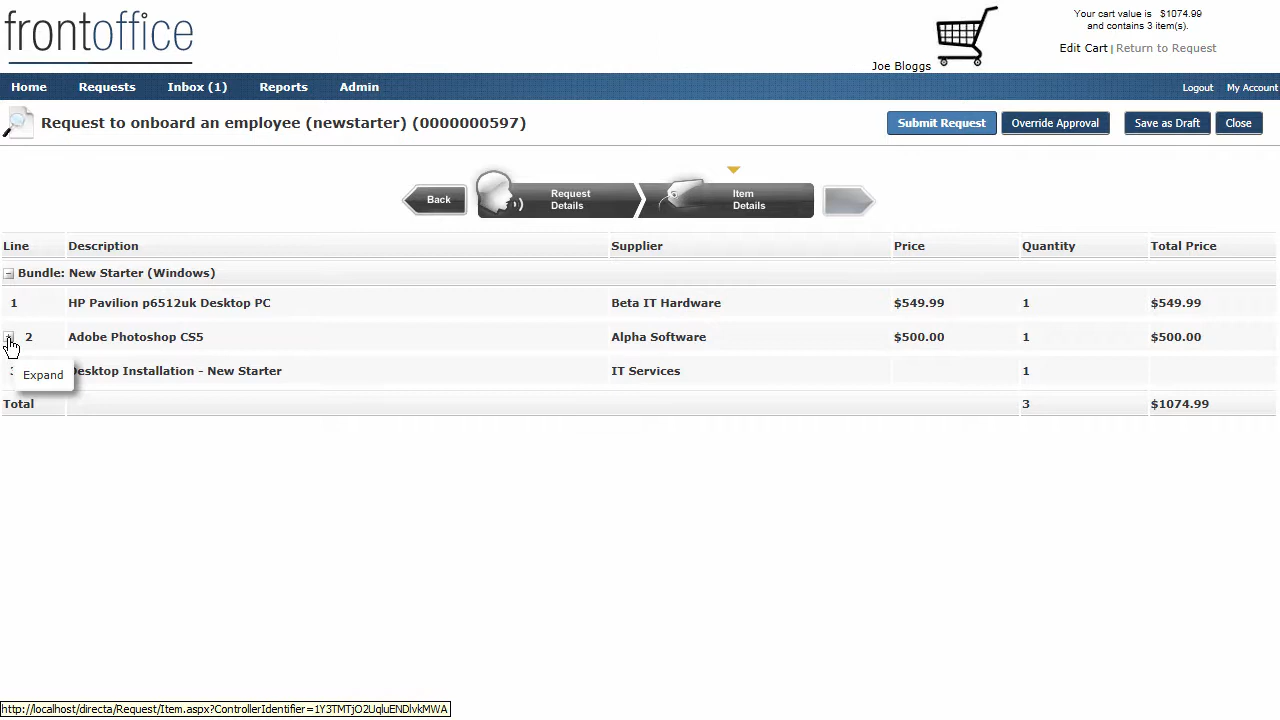 frontoffice
Your cart value is $1074.99
and contains 3 item(s).
Edit Cart | Return to Request
Joe Bloggs
Home Requests Inbox (1) Reports Admin Logout My Account
Request to onboard an employee (newstarter) (0000000597) Submit Request Override Approval Save as Draft Close
Back Request Details Item Details
Line Description Supplier Price Quantity Total Price
Bundle: New Starter (Windows)
1 HP Pavilion p6512uk Desktop PC Beta IT Hardware $549.99 1 $549.99
2 Adobe Photoshop CS5 Alpha Software $500.00 1 $500.00
Desktop Installation - New Starter IT Services 1
Expand
Total 3 $1074.99
http://localhost/directa/Request/Item.aspx?ControllerIdentifier=1Y3TMTjO2UqluENDlvkMWA